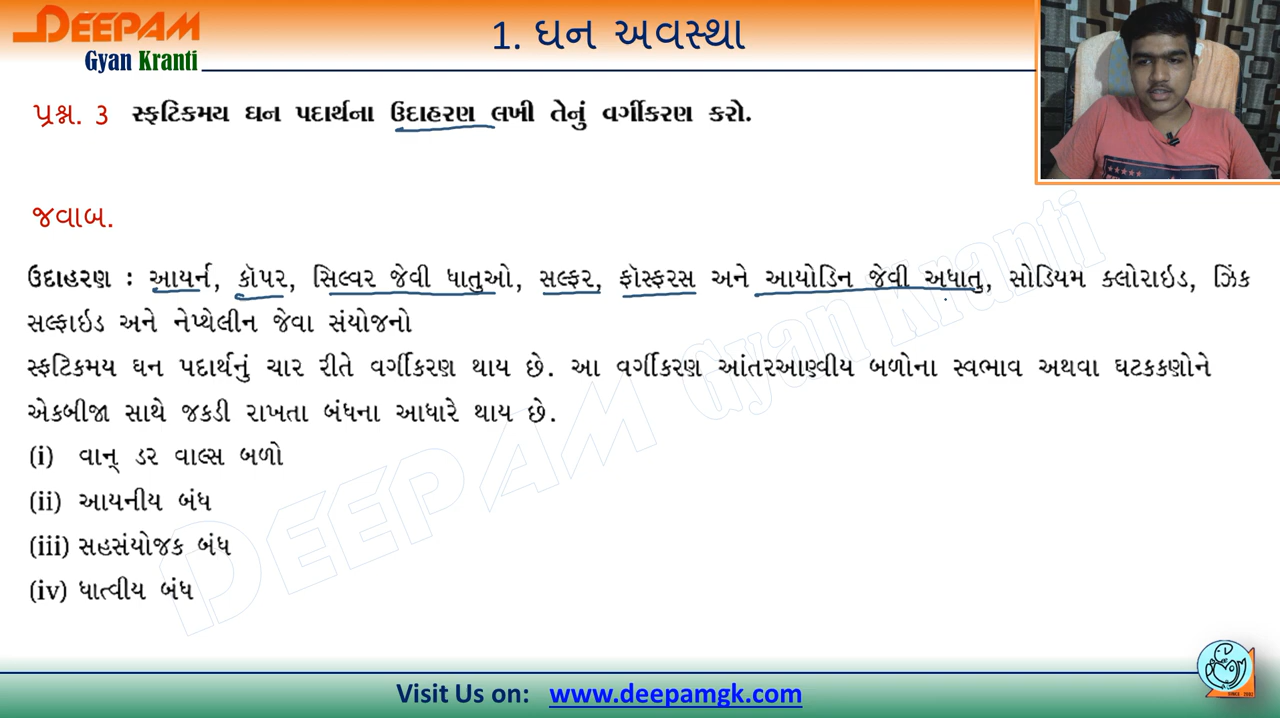 DEEPAM
Gyan Kranti
1. ઘન અવસ્થા
પ્રશ્ન. 3 સ્ફટિકમય ઘન પદાર્થના ઉદાહરણ લખી તેનું વર્ગીકરણ કરો.
જવાબ.
ઉદાહરણ : આયર્ન, કૉપર, સિલ્વર જેવી ધાતુઓ, સલ્ફર, ફૉસ્ફરસ અને આયોડિન જેવી અધાતુ, સોડિયમ ક્લોરાઇડ, ઝિંક
સલ્ફાઇડ અને નેપ્થેલીન જેવા સંયોજનો
સ્ફટિકમય ઘન પદાર્થનું ચાર રીતે વર્ગીકરણ થાય છે. આ વર્ગીકરણ આંતરઆણ્વીય બળોના સ્વભાવ અથવા ઘટકકણોને
એકબીજા સાથે જકડી રાખતા બંધના આધારે થાય છે.
(i) વાન્ ડર વાલ્સ બળો
(ii) આયનીય બંધ
(iii) સહસંયોજક બંધ
(iv) ધાત્વીય બંધ
DEEPAM Gyan Kranti
Visit Us on: www.deepamgk.com